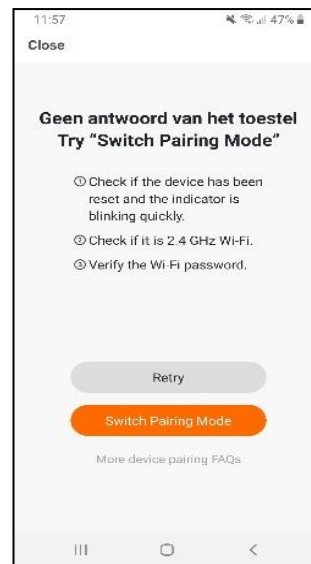 11:57 47%
Close
Geen antwoord van het toestel
Try “Switch Pairing Mode”
① Check if the device has been
reset and the indicator is
blinking quickly.
② Check if it is 2.4 GHz Wi-Fi.
③ Verify the Wi-Fi password.
Retry
Switch Pairing Mode
More device pairing FAQs